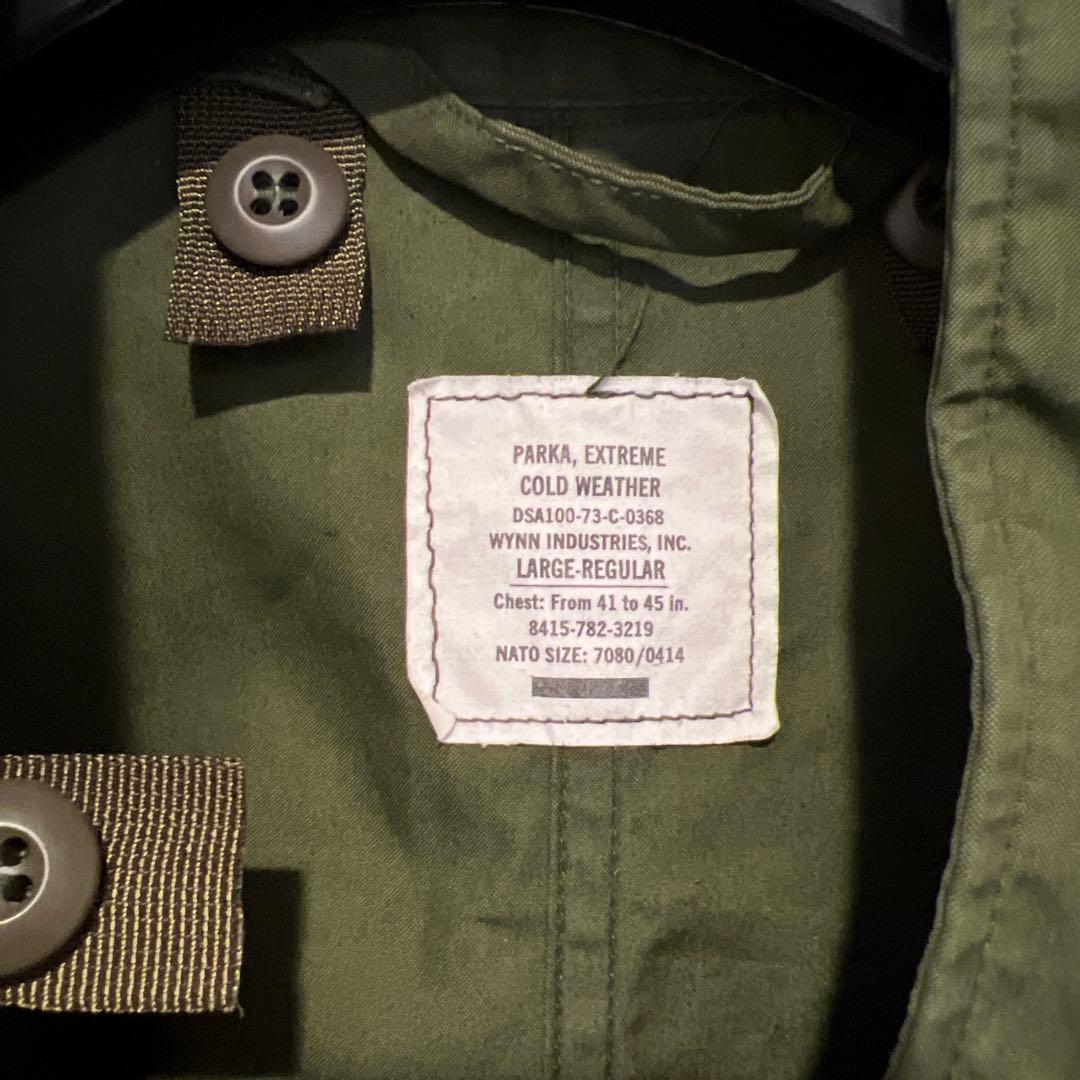 PARKA, EXTREME
COLD WEATHER
DSA100-73-C-0368
WYNN INDUSTRIES, INC.
LARGE-REGULAR
Chest: From 41 to 45 in.
8415-782-3219
NATO SIZE: 7080/0414